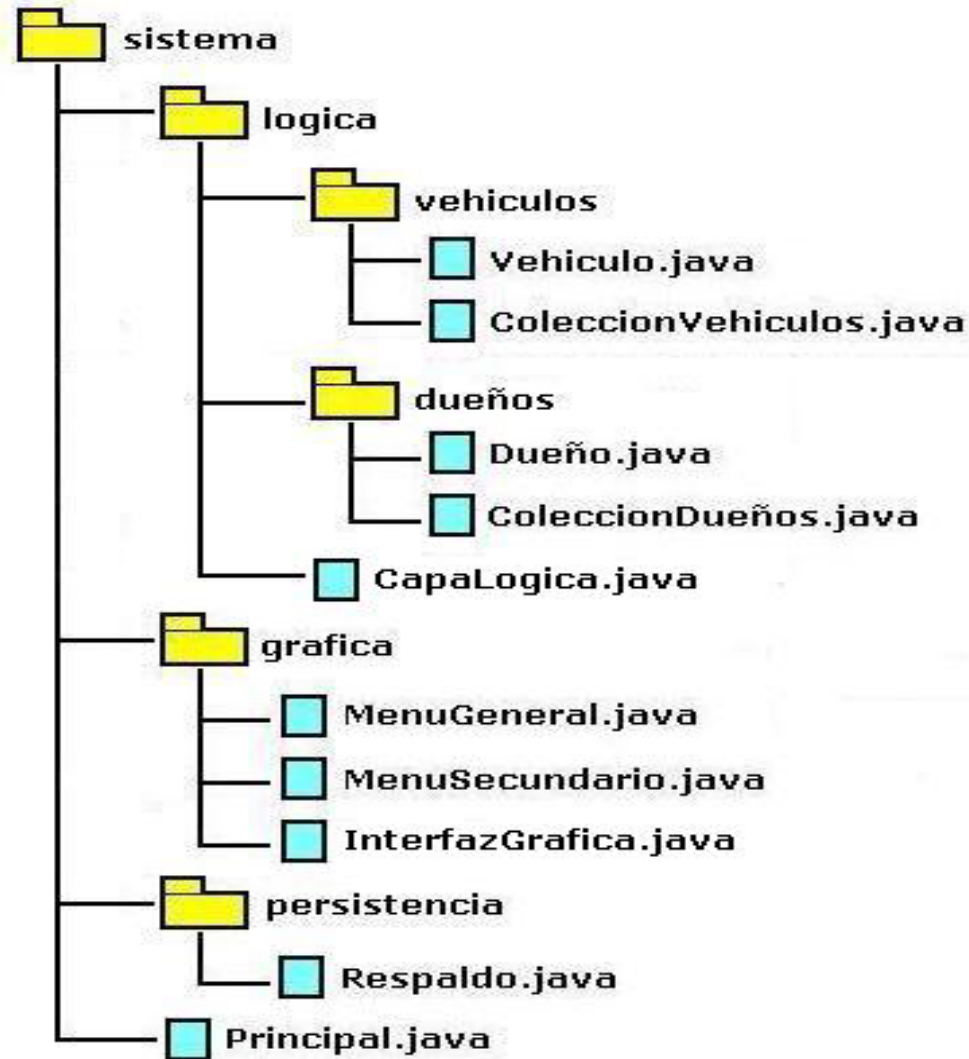 sistema
logica
vehiculos
Vehiculo.java
ColeccionVehiculos.java
dueños
Dueño.java
ColeccionDueños.java
CapaLogica.java
grafica
MenuGeneral.java
MenuSecundario.java
InterfazGrafica.java
persistencia
Respaldo.java
Principal.java